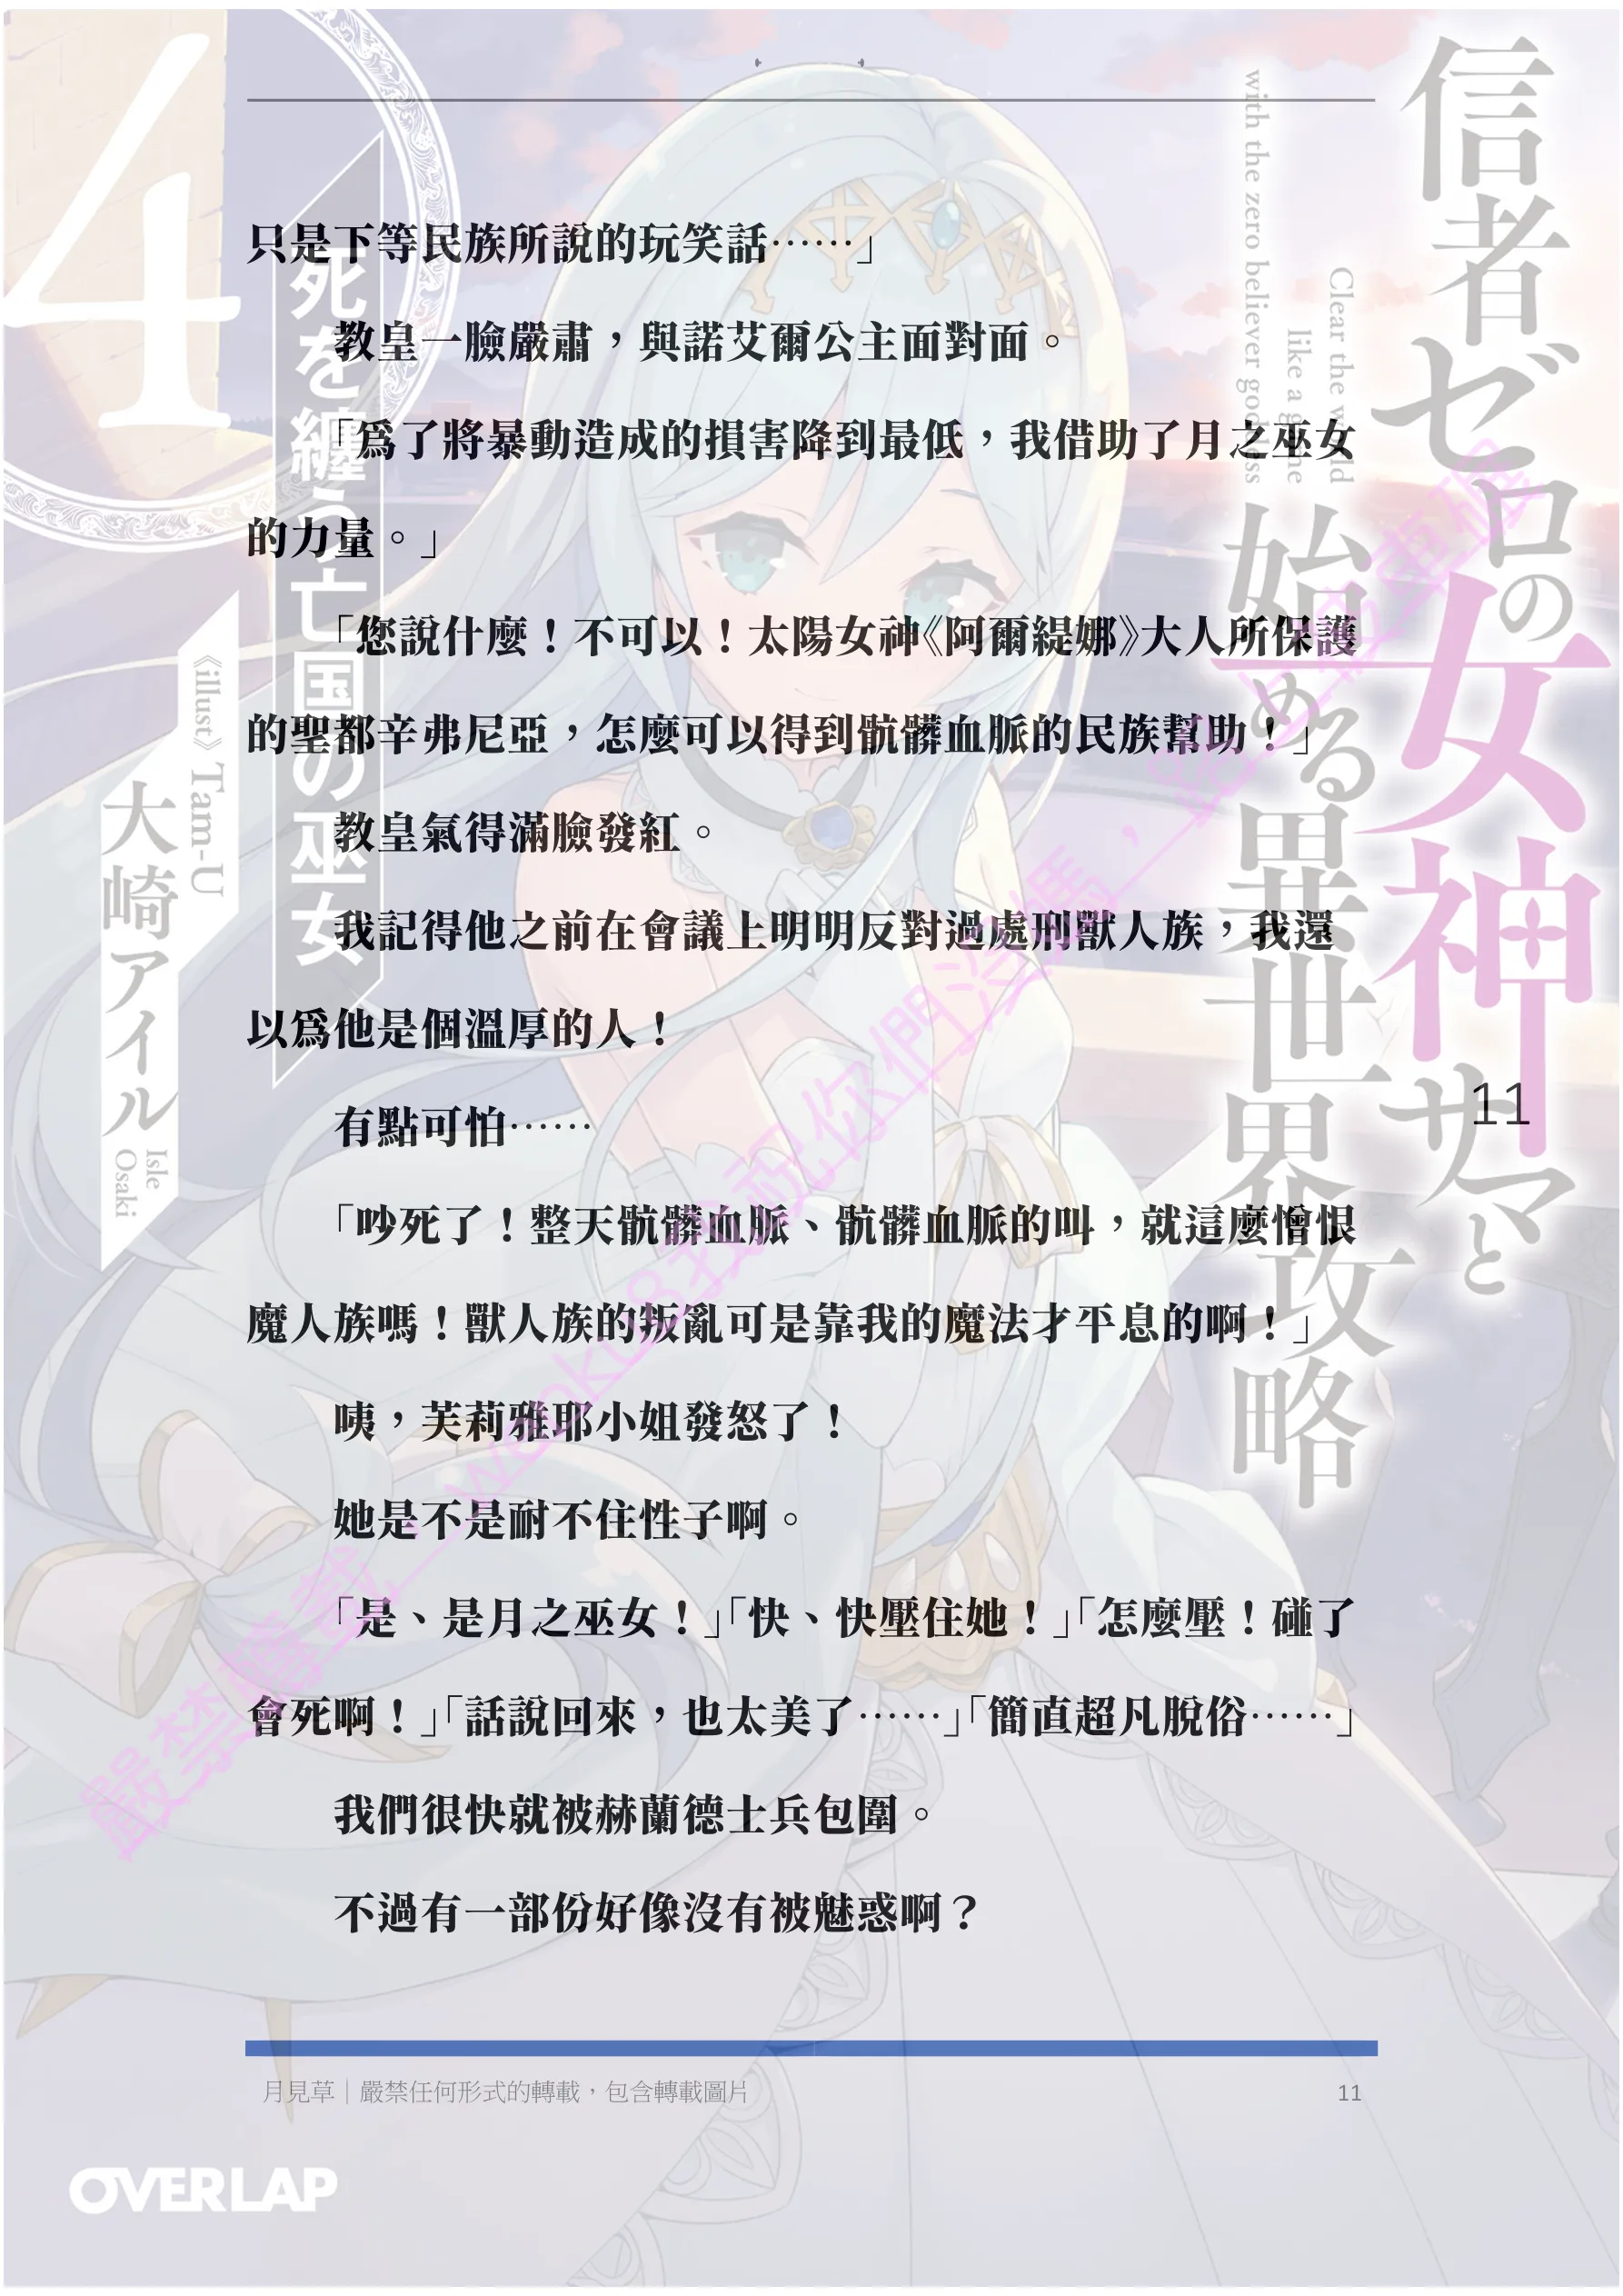 只是下等民族所說的玩笑話……」
教皇一臉嚴肅，與諾艾爾公主面對面。
「爲了將暴動造成的損害降到最低，我借助了月之巫女
的力量。」
「您說什麼！不可以！太陽女神《阿爾緹娜》大人所保護
的聖都辛弗尼亞，怎麼可以得到骯髒血脈的民族幫助！」
教皇氣得滿臉發紅。
我記得他之前在會議上明明反對過處刑獸人族，我還
以爲他是個溫厚的人！
有點可怕……
「吵死了！整天骯髒血脈、骯髒血脈的叫，就這麼憎恨
魔人族嗎！獸人族的叛亂可是靠我的魔法才平息的啊！」
咦，芙莉雅耶小姐發怒了！
她是不是耐不住性子啊。
「是、是月之巫女！」「快、快壓住她！」「怎麼壓！碰了
會死啊！」「話說回來，也太美了……」「簡直超凡脫俗……」
我們很快就被赫蘭德士兵包圍。
不過有一部份好像沒有被魅惑啊？
月見草｜嚴禁任何形式的轉載，包含轉載圖片
11
11
信者ゼロの女神サマと
始める異世界攻略
Clear the world
like a game
with the zero believer goddess
4
死を纏う亡国の巫女
《illust》Tam-U
大崎アイル
Isle
Osaki
OVERLAP
嚴禁轉載
wenku8我祝你們沒媽，